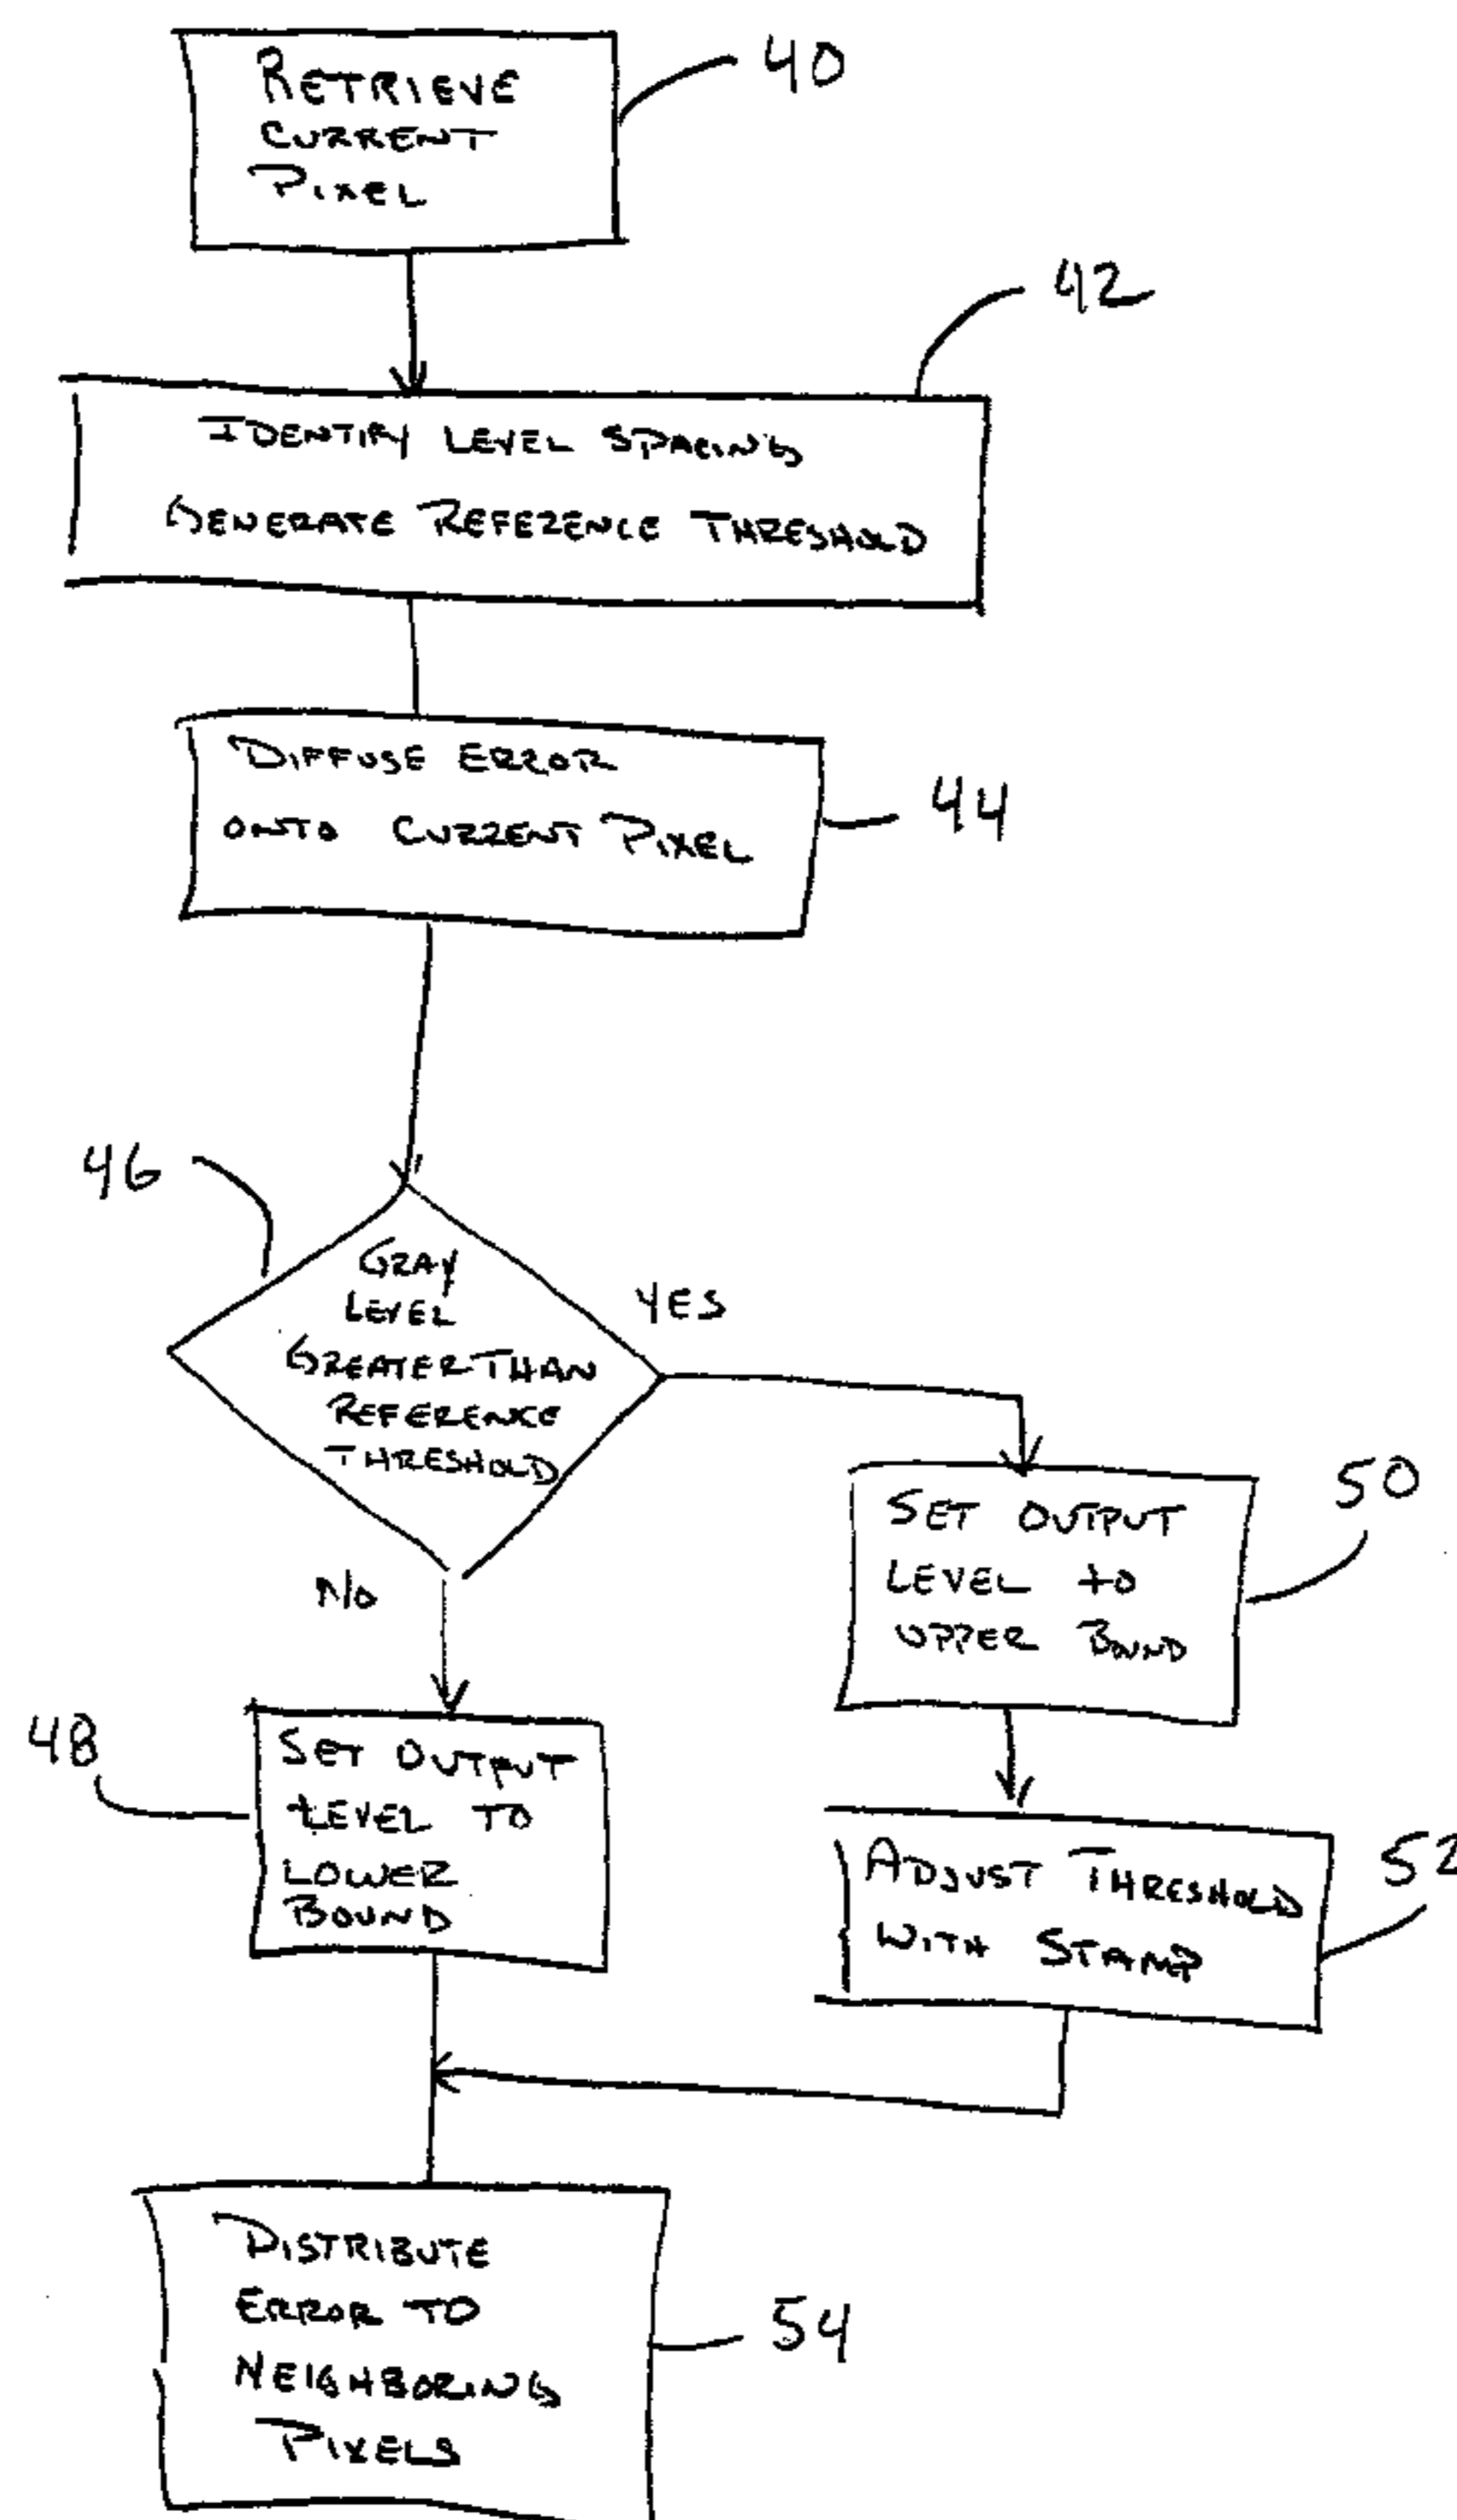 RETRIEVE
CURRENT
PIXEL
40
42
IDENTIFY LEVEL SPACING
GENERATE REFERENCE THRESHOLD
DIFFUSE ERROR
ONTO CURRENT PIXEL
44
46
GRAY
LEVEL
GREATER THAN
REFERENCE
THRESHOLD
YES
NO
SET OUTPUT
LEVEL to
UPPER BOUND
50
48
SET OUTPUT
LEVEL TO
LOWER
BOUND
ADJUST THRESHOLD
WITH STAMP
52
DISTRIBUTE
ERROR TO
NEIGHBORING
PIXELS
54